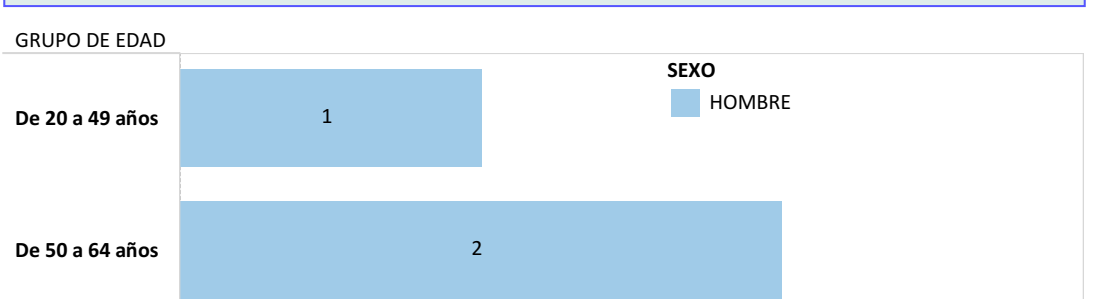 GRUPO DE EDAD
SEXO
HOMBRE
De 20 a 49 años
1
De 50 a 64 años
2